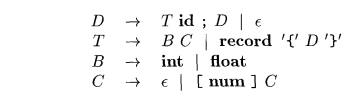 D → T id ; D | ϵ
T → B C | record '{' D '}'
B → int | float
C → ϵ | [ num ] C